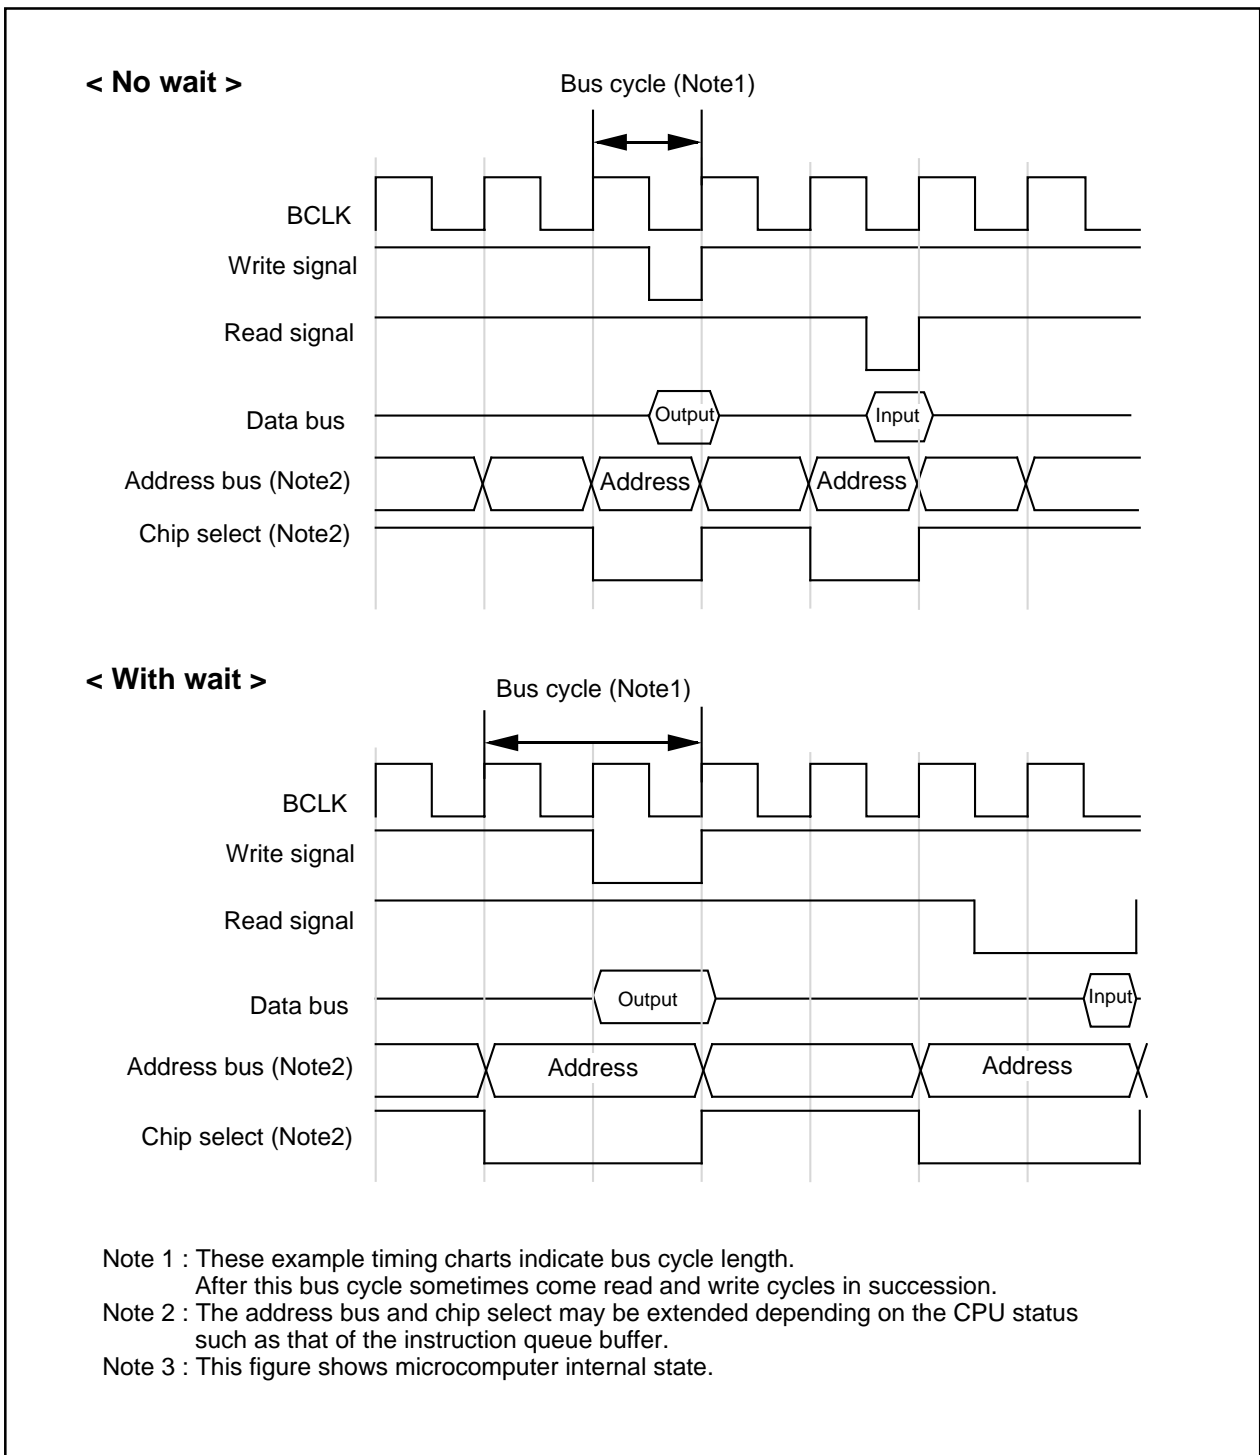 < No wait >
Bus cycle (Note1)
BCLK
Write signal
Read signal
Data bus
Output
Input
Address bus (Note2)
Address
Address
Chip select (Note2)
< With wait >
Bus cycle (Note1)
BCLK
Write signal
Read signal
Data bus
Output
Input
Address bus (Note2)
Address
Address
Chip select (Note2)
Note 1 : These example timing charts indicate bus cycle length.
After this bus cycle sometimes come read and write cycles in succession.
Note 2 : The address bus and chip select may be extended depending on the CPU status
such as that of the instruction queue buffer.
Note 3 : This figure shows microcomputer internal state.